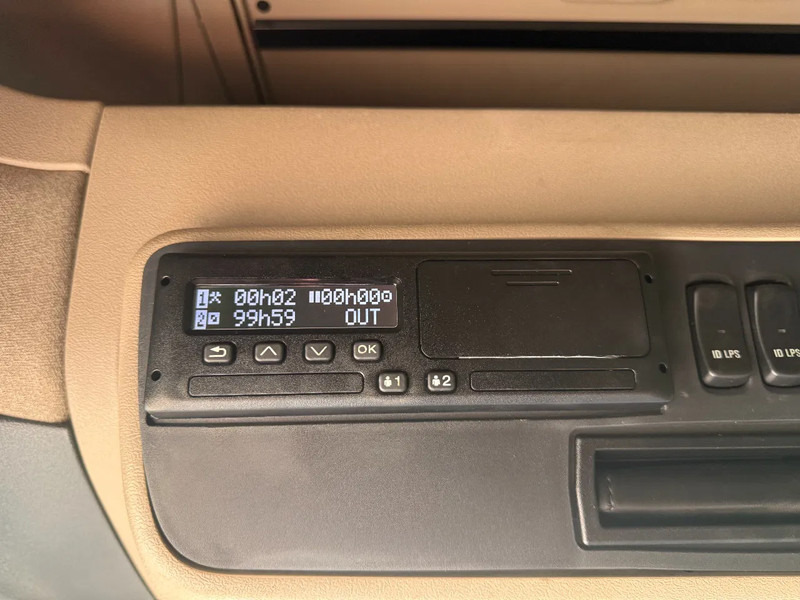 1 00h02 00h00
2 99h59 OUT
OK
1 2
ID LPS ID LPS